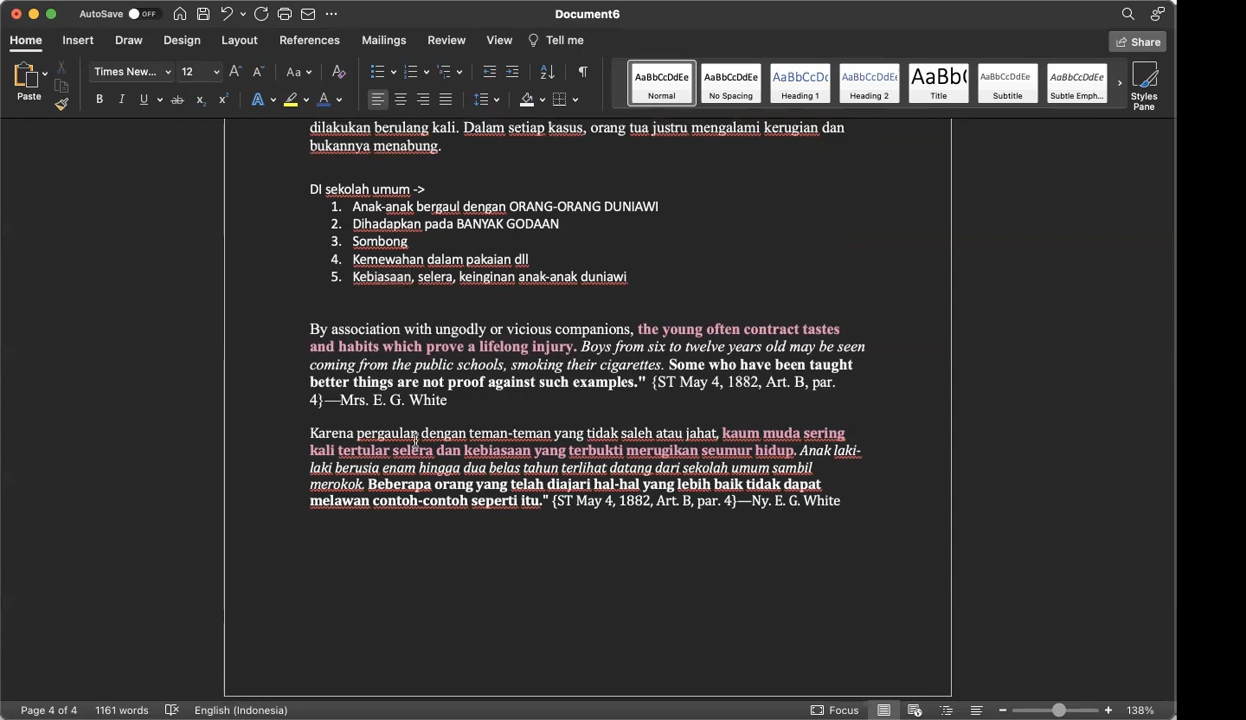 AutoSave OFF
Document6
Home Insert Draw Design Layout References Mailings Review View Tell me Share
Paste
Times New... 12
Aa
AaBbCcDdEe AaBbCcDdEe AaBbCcDc AaBbCcDdEe AaBb( AaBbCcDdEe AaBbCcDdEe
Normal No Spacing Heading 1 Heading 2 Title Subtitle Subtle Emph...
Styles Pane
dilakukan berulang kali. Dalam setiap kasus, orang tua justru mengalami kerugian dan
bukannya menabung.
DI sekolah umum ->
1. Anak-anak bergaul dengan ORANG-ORANG DUNIAWI
2. Dihadapkan pada BANYAK GODAAN
3. Sombong
4. Kemewahan dalam pakaian dll
5. Kebiasaan, selera, keinginan anak-anak duniawi
By association with ungodly or vicious companions, the young often contract tastes
and habits which prove a lifelong injury. Boys from six to twelve years old may be seen
coming from the public schools, smoking their cigarettes. Some who have been taught
better things are not proof against such examples." {ST May 4, 1882, Art. B, par.
4}—Mrs. E. G. White
Karena pergaulan dengan teman-teman yang tidak saleh atau jahat, kaum muda sering
kali tertular selera dan kebiasaan yang terbukti merugikan seumur hidup. Anak laki-
laki berusia enam hingga dua belas tahun terlihat datang dari sekolah umum sambil
merokok. Beberapa orang yang telah diajari hal-hal yang lebih baik tidak dapat
melawan contoh-contoh seperti itu." {ST May 4, 1882, Art. B, par. 4}—Ny. E. G. White
Page 4 of 4 1161 words English (Indonesia) Focus 138%